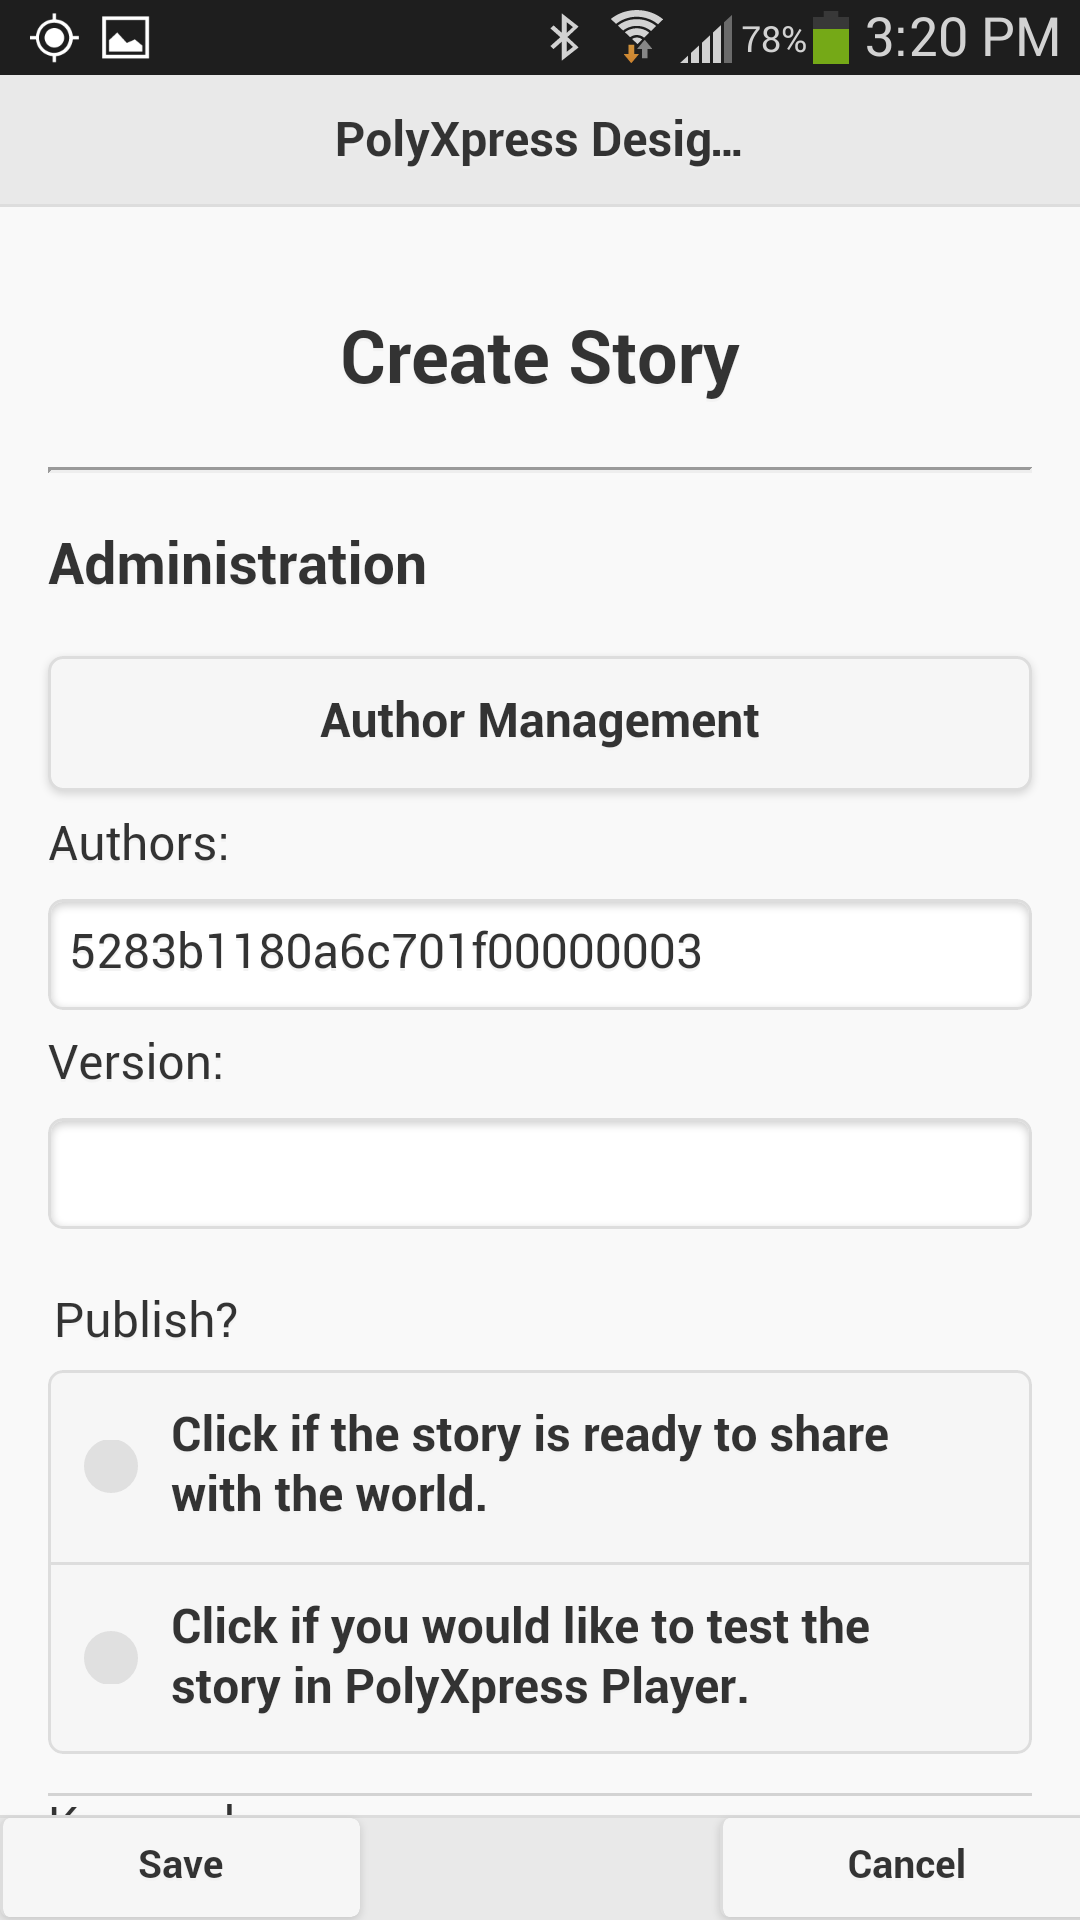 78% 3:20 PM
PolyXpress Desig...
Create Story
Administration
Author Management
Authors:
5283b1180a6c701f00000003
Version:
Publish?
Click if the story is ready to share
with the world.
Click if you would like to test the
story in PolyXpress Player.
Save Cancel